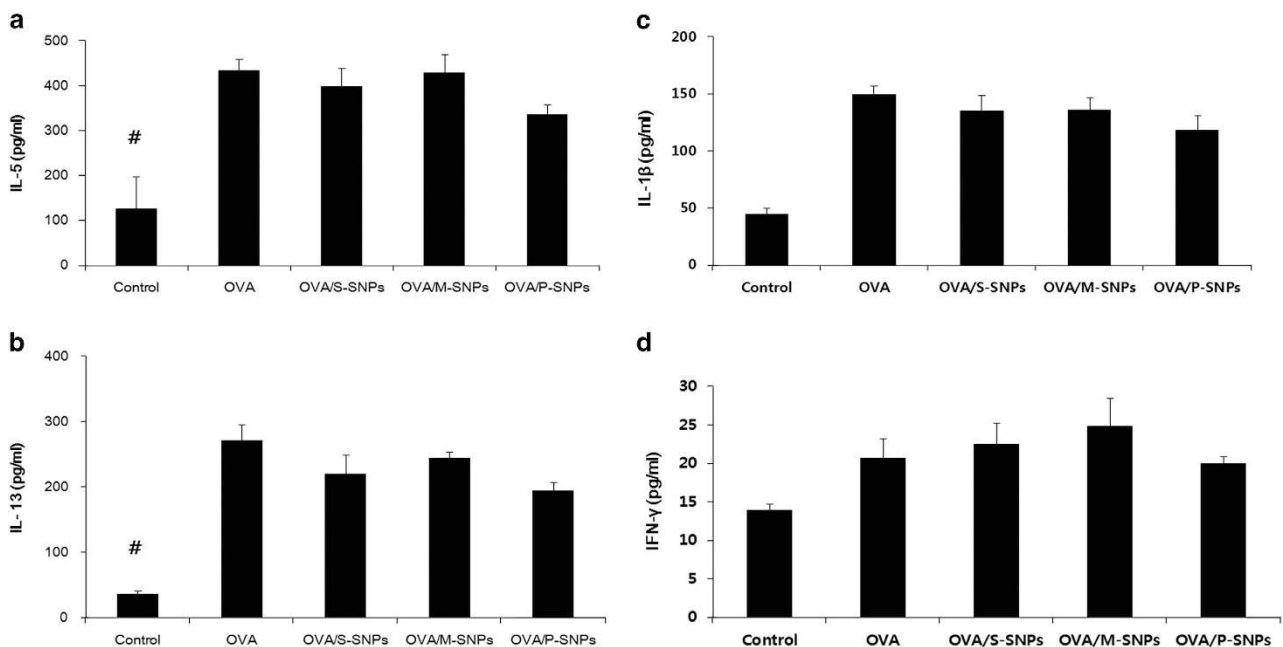 a
IL-5 (pg/ml)
500
400
300
200
100
0
#
Control OVA OVA/S-SNPs OVA/M-SNPs OVA/P-SNPs
b
IL-13 (pg/ml)
400
300
200
100
0
#
Control OVA OVA/S-SNPs OVA/M-SNPs OVA/P-SNPs
c
IL-1β (pg/ml)
200
150
100
50
0
Control OVA OVA/S-SNPs OVA/M-SNPs OVA/P-SNPs
d
IFN-γ (pg/ml)
30
25
20
15
10
5
0
Control OVA OVA/S-SNPs OVA/M-SNPs OVA/P-SNPs